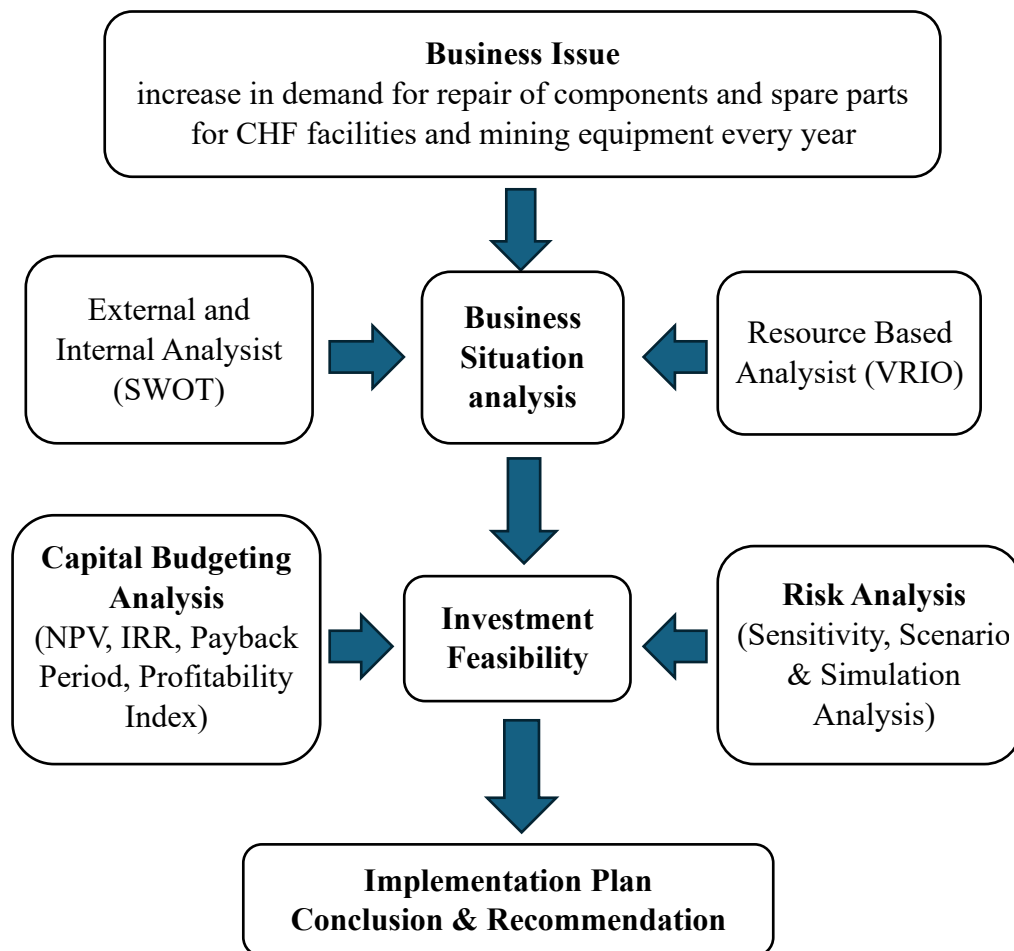 Business Issue
increase in demand for repair of components and spare parts
for CHF facilities and mining equipment every year
External and
Internal Analysist
(SWOT)
Business
Situation
analysis
Resource Based
Analysist (VRIO)
Capital Budgeting
Analysis
(NPV, IRR, Payback
Period, Profitability
Index)
Investment
Feasibility
Risk Analysis
(Sensitivity, Scenario
& Simulation
Analysis)
Implementation Plan
Conclusion & Recommendation